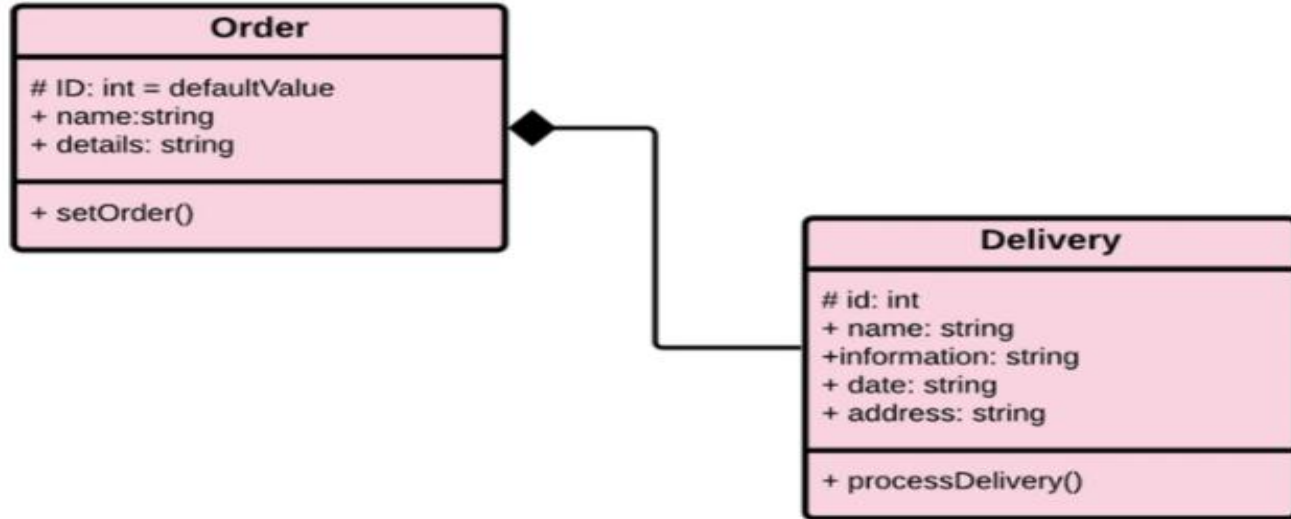 Order
# ID: int = defaultValue
+ name:string
+ details: string
+ setOrder()
Delivery
# id: int
+ name: string
+information: string
+ date: string
+ address: string
+ processDelivery()